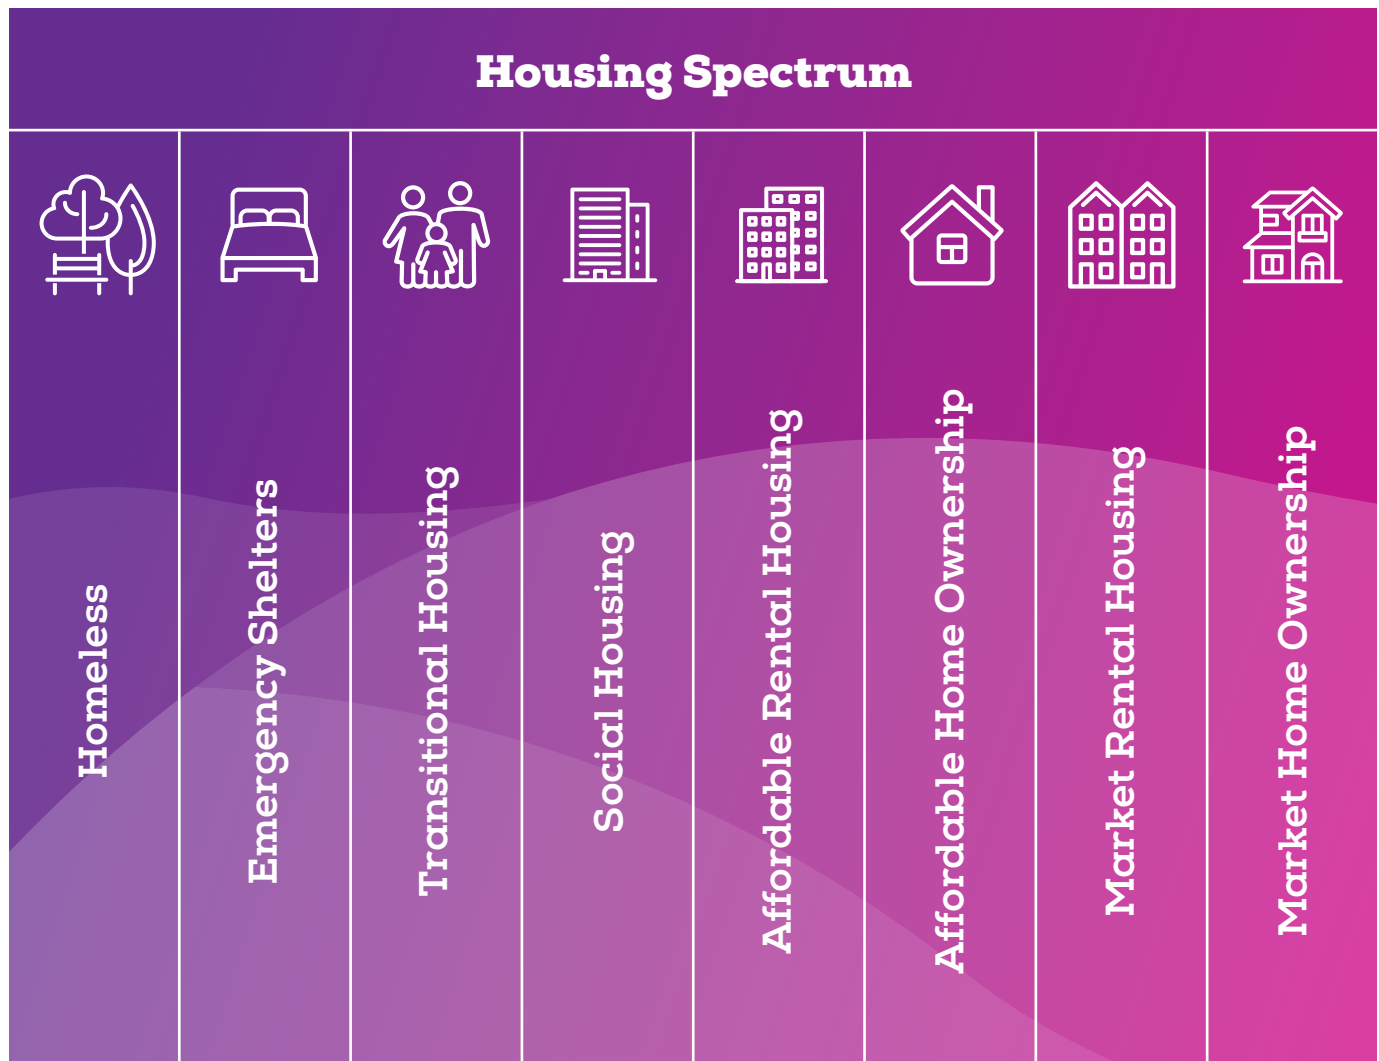 Housing Spectrum
Homeless
Emergency Shelters
Transitional Housing
Social Housing
Affordable Rental Housing
Affordable Home Ownership
Market Rental Housing
Market Home Ownership